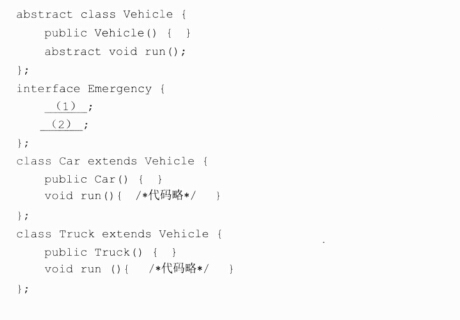 abstract class Vehicle {
public Vehicle() { }
abstract void run();
};
interface Emergency {
（1）;
（2）;
};
class Car extends Vehicle {
public Car() { }
void run(){ /*代码略*/ }
};
class Truck extends Vehicle {
public Truck() { }
void run (){ /*代码略*/ }
};